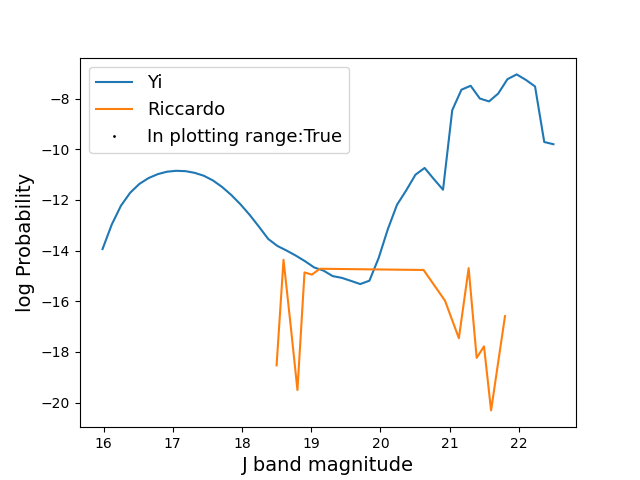 Yi
Riccardo
In plotting range:True
log Probability
−8
−10
−12
−14
−16
−18
−20
16 17 18 19 20 21 22
J band magnitude